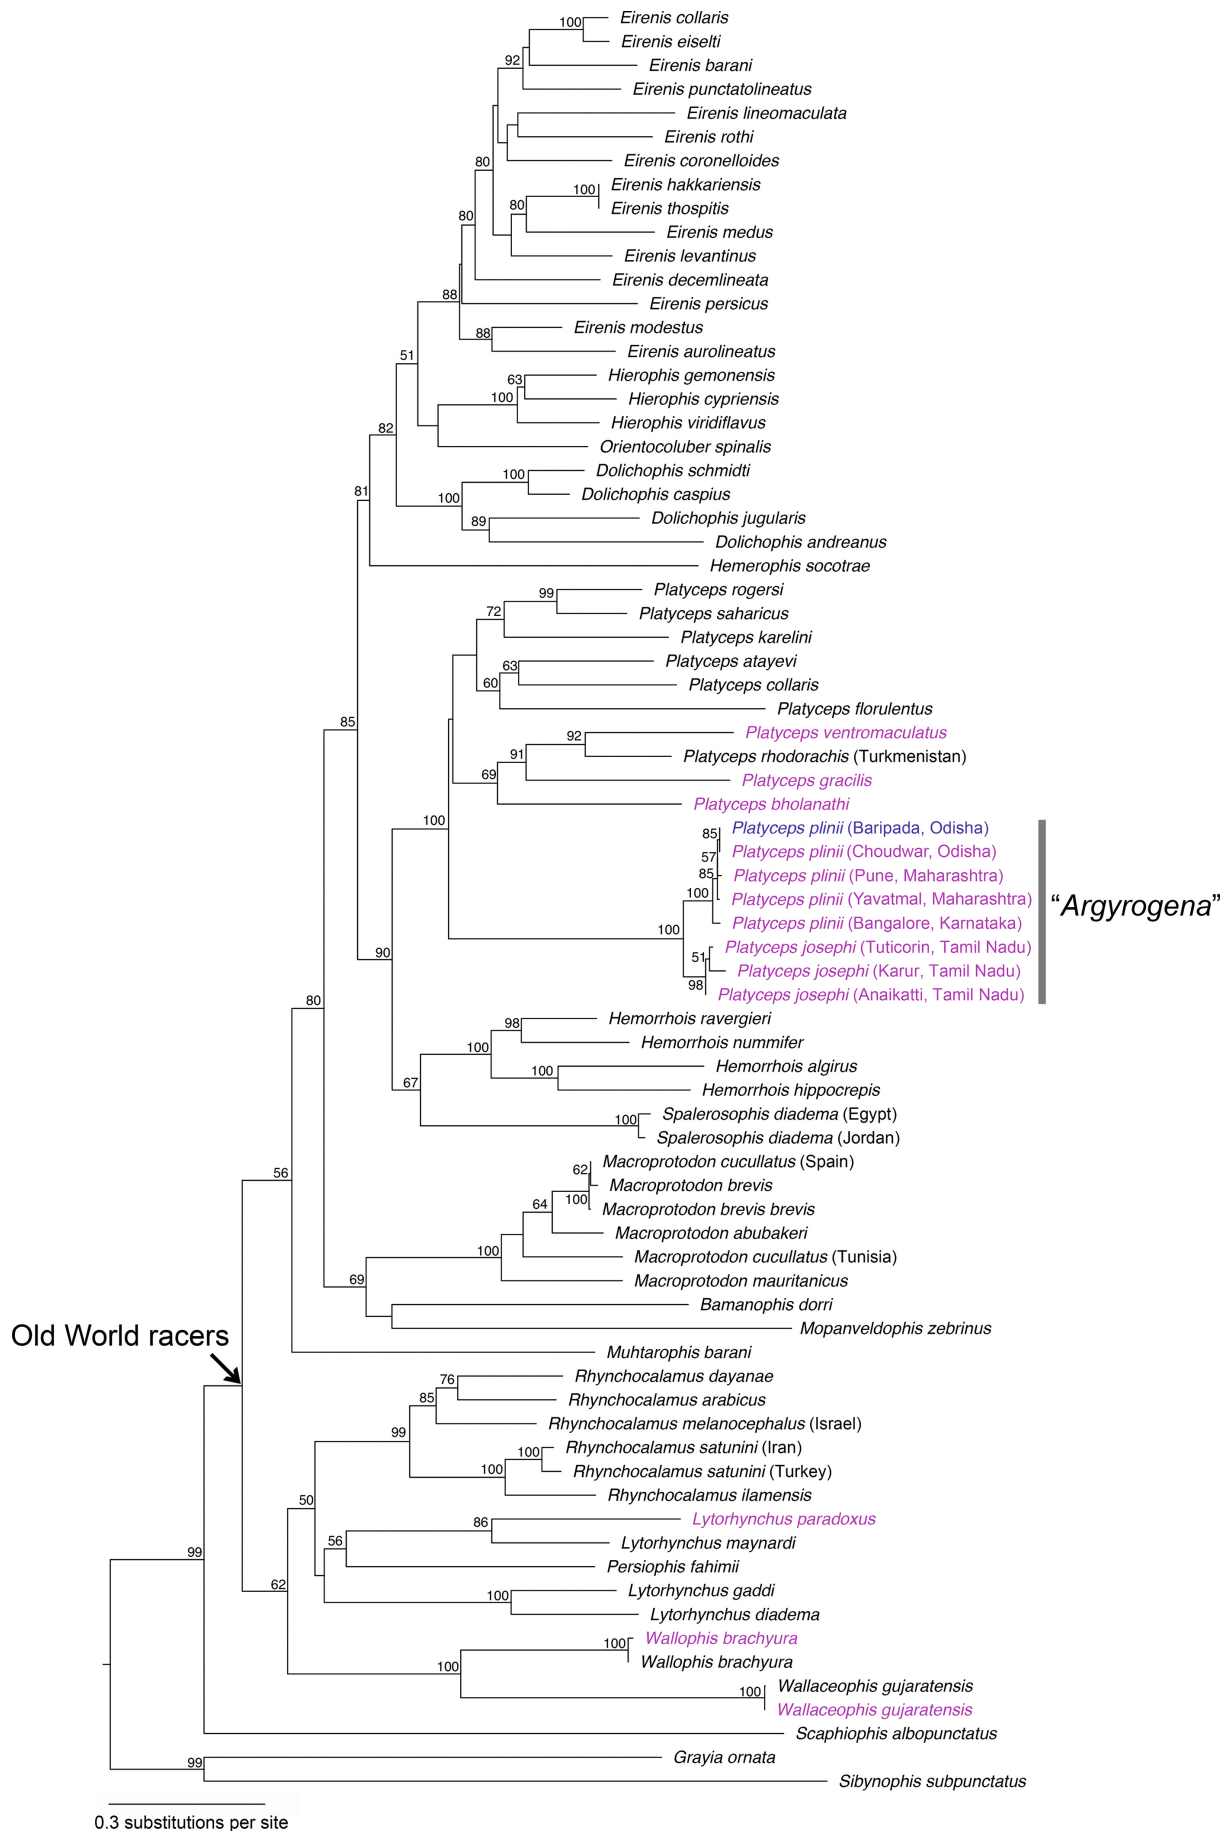 100 Eirenis collaris
Eirenis eiselti
92 Eirenis barani
Eirenis punctatolineatus
Eirenis lineomaculata
Eirenis rothi
80 Eirenis coronelloides
100 Eirenis hakkariensis
80 80 Eirenis thospitis
Eirenis medus
Eirenis levantinus
Eirenis decemlineata
88 Eirenis persicus
88 Eirenis modestus
51 Eirenis aurolineatus
63 Hierophis gemonensis
100 Hierophis cypriensis
82 Hierophis viridiflavus
Orientocoluber spinalis
100 Dolichophis schmidti
81 100 Dolichophis caspius
89 Dolichophis jugularis
Dolichophis andreanus
Hemerophis socotrae
99 Platyceps rogersi
72 Platyceps saharicus
Platyceps karelini
63 Platyceps atayevi
60 Platyceps collaris
Platyceps florulentus
85 92 Platyceps ventromaculatus
91 Platyceps rhodorachis (Turkmenistan)
69 Platyceps gracilis
Platyceps bholanathi
100 85 Platyceps plinii (Baripada, Odisha)
57 Platyceps plinii (Choudwar, Odisha)
85 Platyceps plinii (Pune, Maharashtra)
100 Platyceps plinii (Yavatmal, Maharashtra)
“Argyrogena”
100 Platyceps plinii (Bangalore, Karnataka)
90 51 Platyceps josephi (Tuticorin, Tamil Nadu)
Platyceps josephi (Karur, Tamil Nadu)
98 Platyceps josephi (Anaikatti, Tamil Nadu)
80 98 Hemorrhois ravergieri
100 Hemorrhois nummifer
100 Hemorrhois algirus
67 Hemorrhois hippocrepis
100 Spalerosophis diadema (Egypt)
Spalerosophis diadema (Jordan)
56 62 Macroprotodon cucullatus (Spain)
Macroprotodon brevis
64 100 Macroprotodon brevis brevis
Macroprotodon abubakeri
100 Macroprotodon cucullatus (Tunisia)
69 Macroprotodon mauritanicus
Bamanophis dorri
Mopanveldophis zebrinus
Old World racers
Muhtarophis barani
76 Rhynchocalamus dayanae
85 Rhynchocalamus arabicus
99 Rhynchocalamus melanocephalus (Israel)
100 Rhynchocalamus satunini (Iran)
100 Rhynchocalamus satunini (Turkey)
50 Rhynchocalamus ilamensis
86 Lytorhynchus paradoxus
56 Lytorhynchus maynardi
99 Persiophis fahimii
62 100 Lytorhynchus gaddi
Lytorhynchus diadema
100 Wallophis brachyura
100 Wallophis brachyura
100 Wallaceophis gujaratensis
Wallaceophis gujaratensis
Scaphiophis albopunctatus
99 Grayia ornata
Sibynophis subpunctatus
0.3 substitutions per site